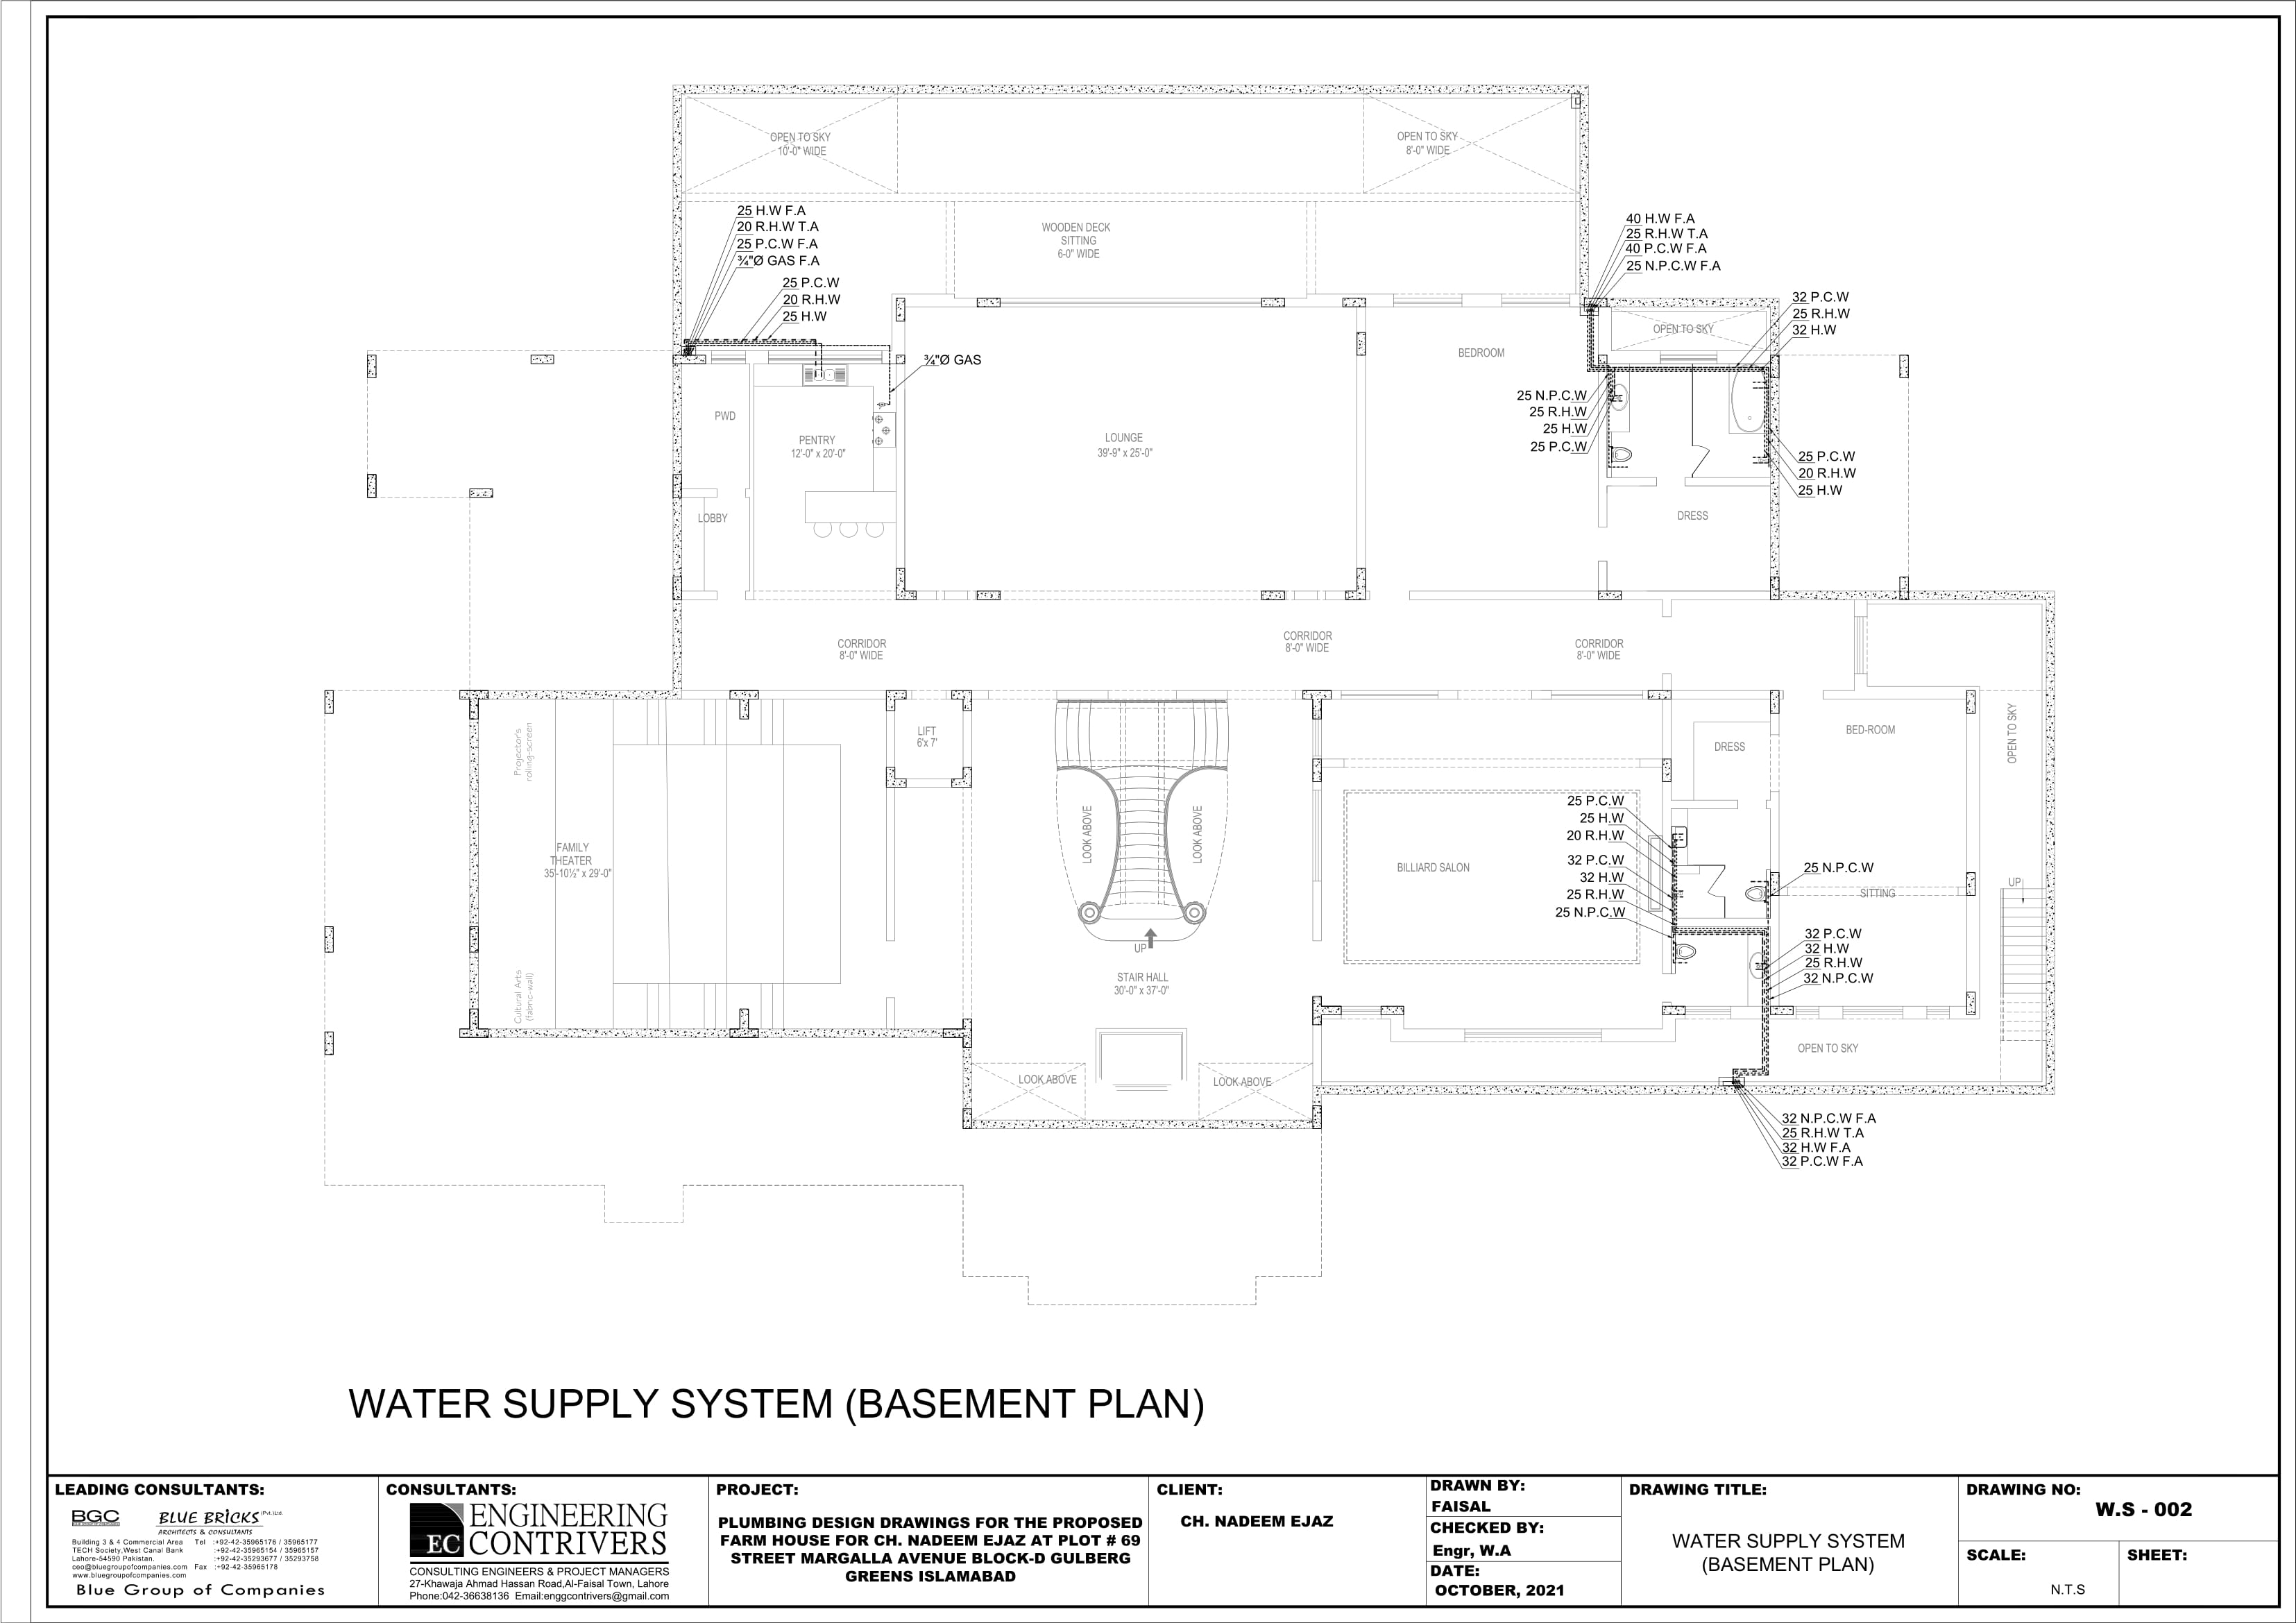 OPEN TO SKY
10'-0" WIDE
OPEN TO SKY
8'-0" WIDE
25 H.W F.A
20 R.H.W T.A
25 P.C.W F.A
¾"Ø GAS F.A
25 P.C.W
20 R.H.W
25 H.W
WOODEN DECK
SITTING
6-0" WIDE
40 H.W F.A
25 R.H.W T.A
40 P.C.W F.A
25 N.P.C.W F.A
32 P.C.W
25 R.H.W
32 H.W
OPEN TO SKY
¾"Ø GAS
BEDROOM
25 N.P.C.W
25 R.H.W
25 H.W
25 P.C.W
PWD
PENTRY
12'-0" x 20'-0"
LOUNGE
39'-9" x 25'-0"
25 P.C.W
20 R.H.W
25 H.W
LOBBY
DRESS
CORRIDOR
8'-0" WIDE
CORRIDOR
8'-0" WIDE
CORRIDOR
8'-0" WIDE
Projector's
rolling-screen
LIFT
6'x 7'
DRESS
BED-ROOM
OPEN TO SKY
LOOK ABOVE
LOOK ABOVE
25 P.C.W
25 H.W
20 R.H.W
32 P.C.W
32 H.W
25 R.H.W
25 N.P.C.W
FAMILY
THEATER
35'-10½" x 29'-0"
BILLIARD SALON
25 N.P.C.W
SITTING
UP
UP
32 P.C.W
32 H.W
25 R.H.W
32 N.P.C.W
Cultural Arts
(fabric-wall)
STAIR HALL
30'-0" x 37'-0"
OPEN TO SKY
LOOK ABOVE
LOOK ABOVE
32 N.P.C.W F.A
25 R.H.W T.A
32 H.W F.A
32 P.C.W F.A
WATER SUPPLY SYSTEM (BASEMENT PLAN)
LEADING CONSULTANTS:
BGC
BLUE BRICKS (Pvt.)Ltd.
ARCHITECTS & CONSULTANTS
Building 3 & 4 Commercial Area Tel :+92-42-35965176 / 35965177
TECH Society,West Canal Bank :+92-42-35965154 / 35965157
Lahore-54590 Pakistan. :+92-42-35293677 / 35293758
ceo@bluegroupofcompanies.com Fax :+92-42-35965178
www.bluegroupofcompanies.com
Blue Group of Companies
CONSULTANTS:
EC ENGINEERING
CONTRIVERS
CONSULTING ENGINEERS & PROJECT MANAGERS
27-Khawaja Ahmad Hassan Road,Al-Faisal Town, Lahore
Phone:042-36638136 Email:enggcontrivers@gmail.com
PROJECT:
PLUMBING DESIGN DRAWINGS FOR THE PROPOSED
FARM HOUSE FOR CH. NADEEM EJAZ AT PLOT # 69
STREET MARGALLA AVENUE BLOCK-D GULBERG
GREENS ISLAMABAD
CLIENT:
CH. NADEEM EJAZ
DRAWN BY:
FAISAL
CHECKED BY:
Engr, W.A
DATE:
OCTOBER, 2021
DRAWING TITLE:
WATER SUPPLY SYSTEM
(BASEMENT PLAN)
DRAWING NO:
W.S - 002
SCALE:
N.T.S
SHEET: